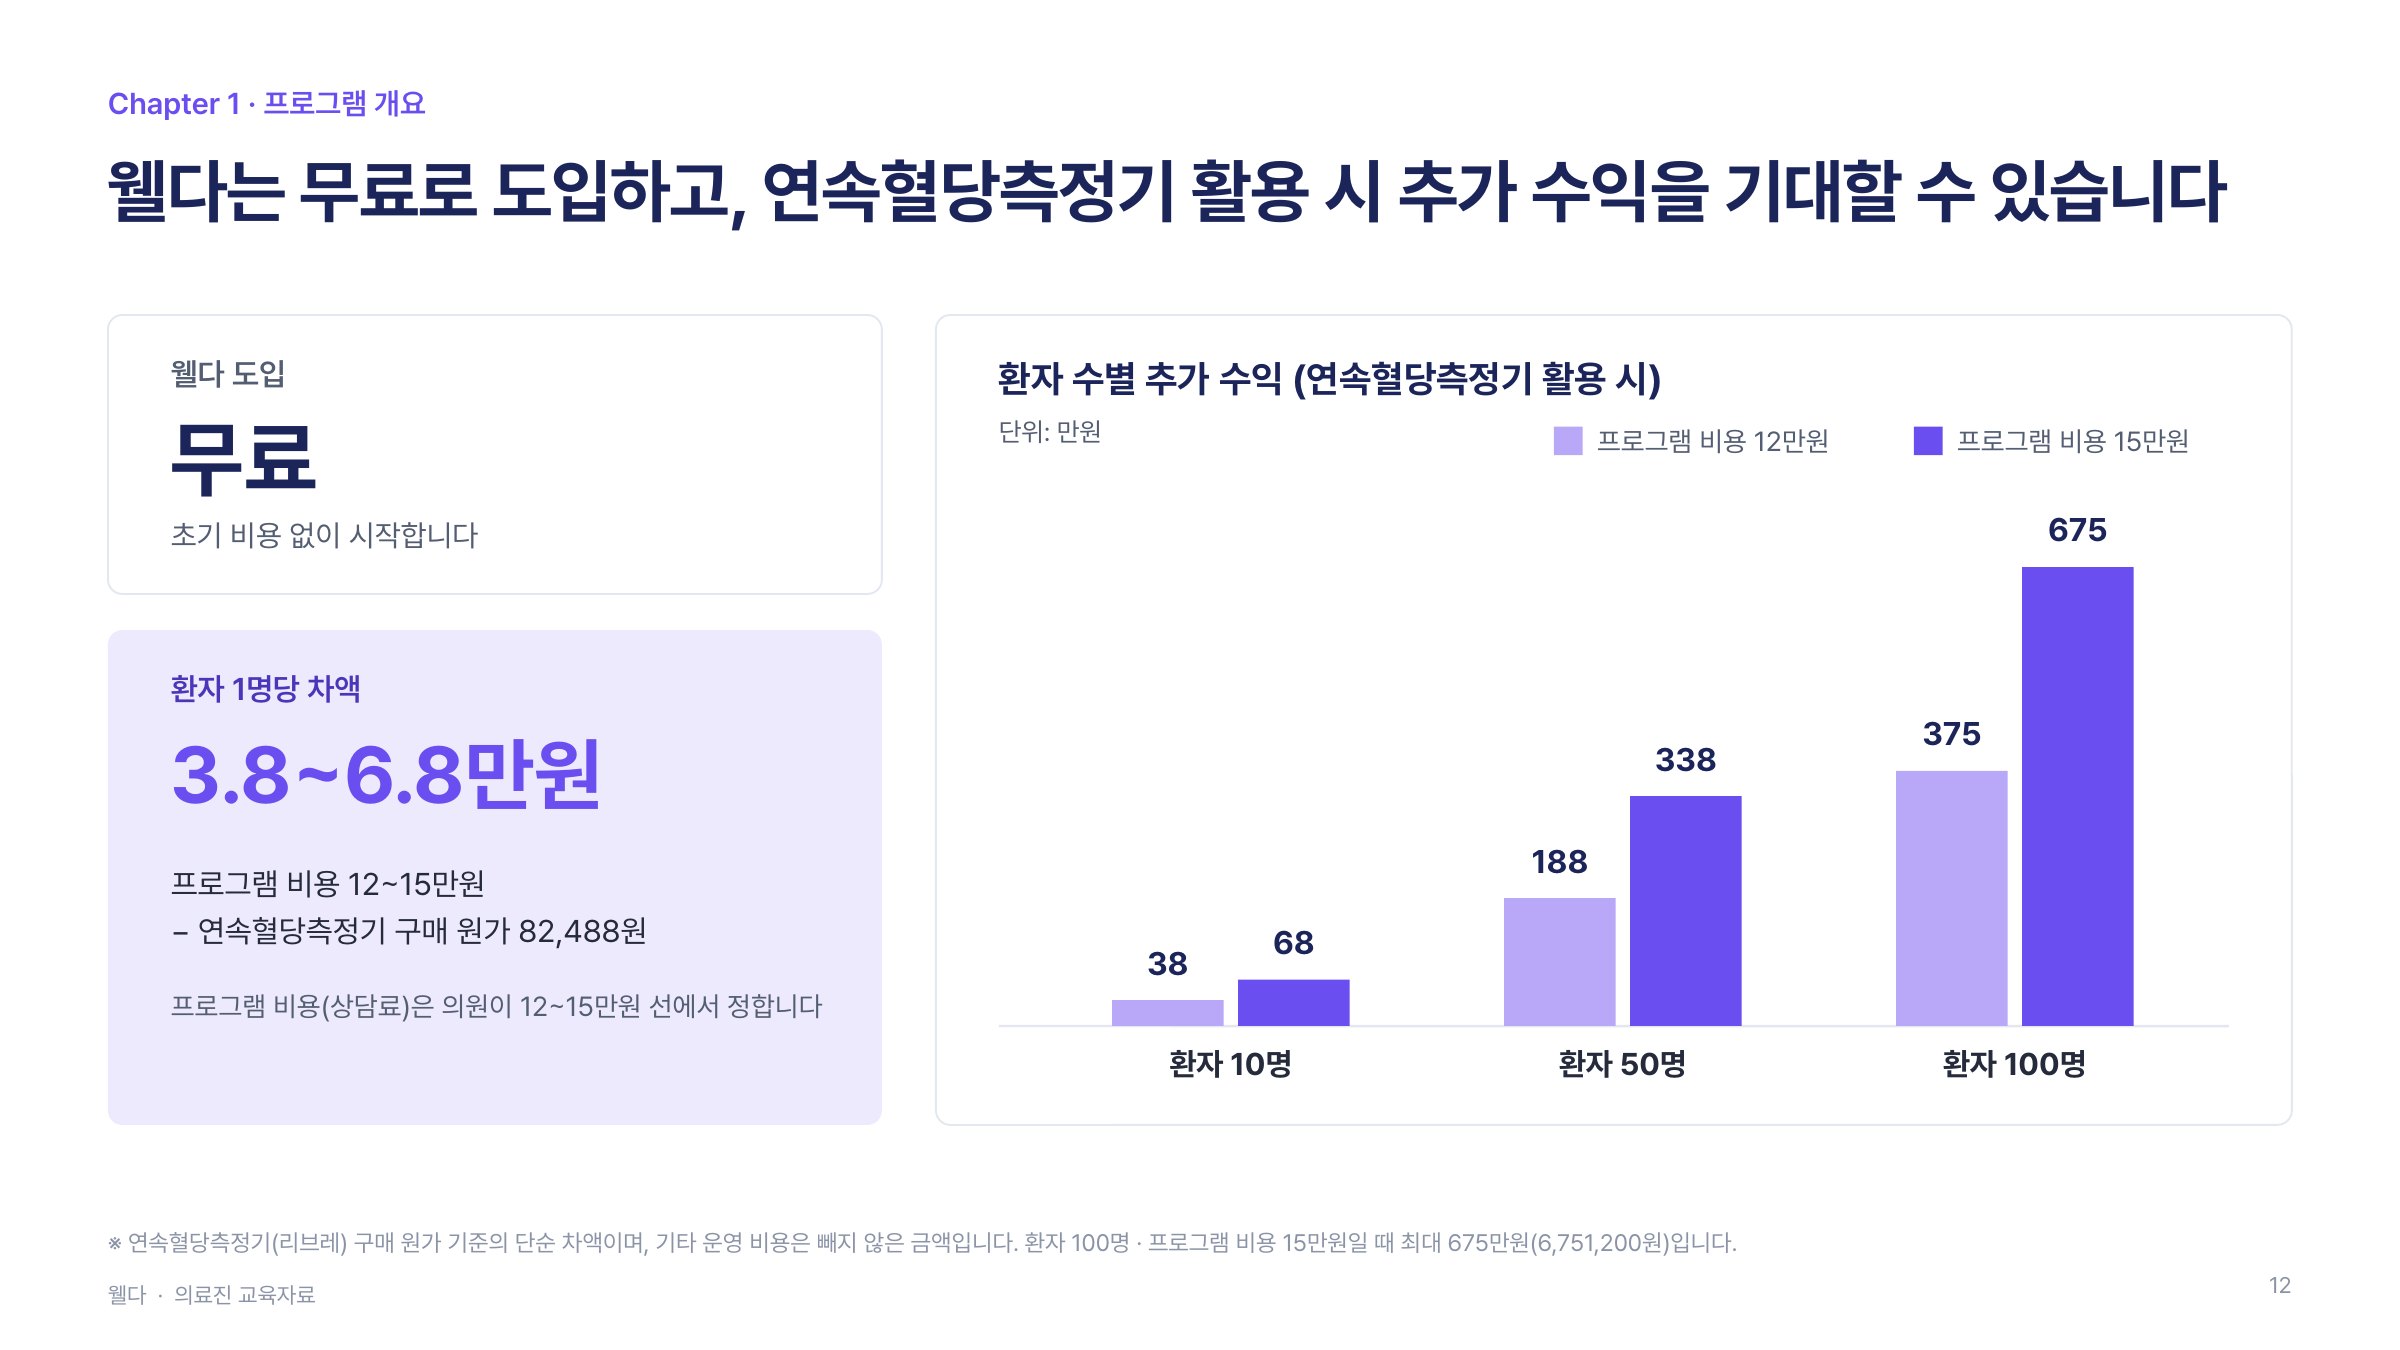 Chapter 1 · 프로그램 개요
웰다는 무료로 도입하고, 연속혈당측정기 활용 시 추가 수익을 기대할 수 있습니다
웰다 도입
무료
초기 비용 없이 시작합니다
환자 1명당 차액
3.8~6.8만원
프로그램 비용 12~15만원
– 연속혈당측정기 구매 원가 82,488원
프로그램 비용(상담료)은 의원이 12~15만원 선에서 정합니다
환자 수별 추가 수익 (연속혈당측정기 활용 시)
단위: 만원
프로그램 비용 12만원
프로그램 비용 15만원
38
68
188
338
375
675
환자 10명
환자 50명
환자 100명
※ 연속혈당측정기(리브레) 구매 원가 기준의 단순 차액이며, 기타 운영 비용은 빼지 않은 금액입니다. 환자 100명 · 프로그램 비용 15만원일 때 최대 675만원(6,751,200원)입니다.
웰다 · 의료진 교육자료
12